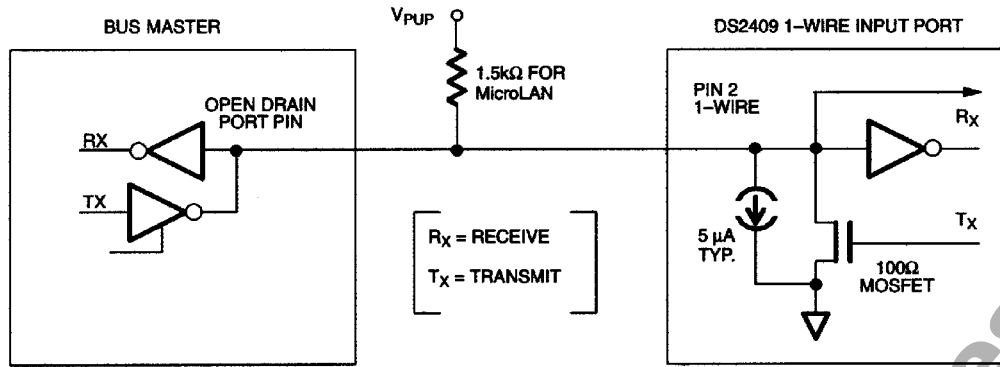 BUS MASTER
V_PUP
DS2409 1–WIRE INPUT PORT
1.5kΩ FOR
MicroLAN
OPEN DRAIN
PORT PIN
RX
TX
R_X = RECEIVE
T_X = TRANSMIT
PIN 2
1–WIRE
R_X
5 µA
TYP.
T_X
100Ω
MOSFET